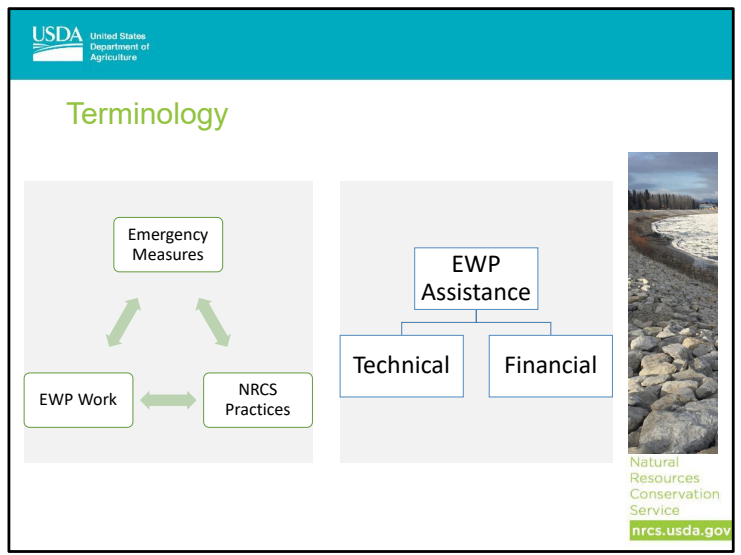 USDA
United States
Department of
Agriculture
Terminology
Emergency
Measures
EWP Work
NRCS
Practices
EWP
Assistance
Technical
Financial
Natural
Resources
Conservation
Service
nrcs.usda.gov